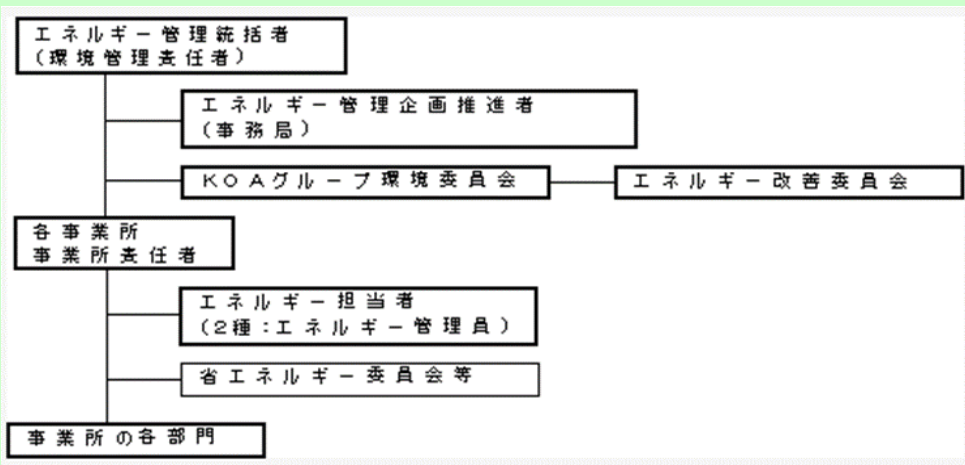 エネルギー管理統括者
(環境管理責任者)
エネルギー管理企画推進者
(事務局)
KOAグループ環境委員会
エネルギー改善委員会
各事業所
事業所責任者
エネルギー担当者
(2種:エネルギー管理員)
省エネルギー委員会等
事業所の各部門